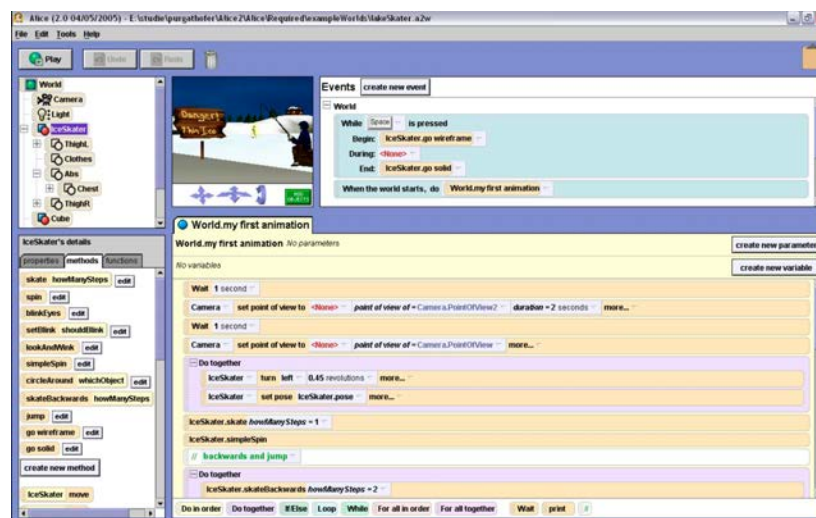 Alice (2.0 04/05/2005) - E:\studie\purgathofer\Alice2\Alice\Required\exampleWorlds\lakeSkater.a2w
File Edit Tools Help
Play Undo Redo
World
Camera
Light
IceSkater
ThighL
Clothes
Abs
Chest
ThighR
Cube
Danger!
Thin Ice
ADD OBJECTS
Events create new event
World
While Space is pressed
Begin: IceSkater.go wireframe
During: <None>
End: IceSkater.go solid
When the world starts, do World.my first animation
IceSkater's details
properties methods functions
skate howManySteps edit
spin edit
blinkEyes edit
setBlink shouldBlink edit
lookAndWink edit
simpleSpin edit
circleAround whichObject edit
skateBackwards howManySteps
jump edit
go wireframe edit
go solid edit
create new method
IceSkater move
World.my first animation
World.my first animation No parameters create new parameter
No variables create new variable
Wait 1 second
Camera set point of view to <None> point of view of = Camera.PointOfView2 duration = 2 seconds more...
Wait 1 second
Camera set point of view to <None> point of view of = Camera.PointOfView more...
Do together
IceSkater turn left 0.45 revolutions more...
IceSkater set pose IceSkater.pose more...
IceSkater.skate howManySteps = 1
IceSkater.simpleSpin
// backwards and jump
Do together
IceSkater.skateBackwards howManySteps = 2
Do in order Do together If/Else Loop While For all in order For all together Wait print //